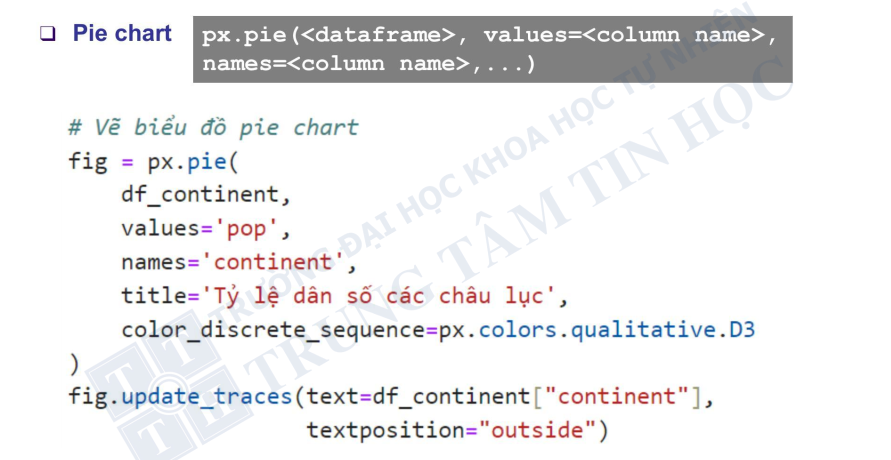 ❑ Pie chart
px.pie(<dataframe>, values=<column name>,
names=<column name>,...)
# Vẽ biểu đồ pie chart
fig = px.pie(
    df_continent,
    values='pop',
    names='continent',
    title='Tỷ lệ dân số các châu lục',
    color_discrete_sequence=px.colors.qualitative.D3
)
fig.update_traces(text=df_continent["continent"],
                  textposition="outside")
TRƯỜNG ĐẠI HỌC KHOA HỌC TỰ NHIÊN
TRUNG TÂM TIN HỌC